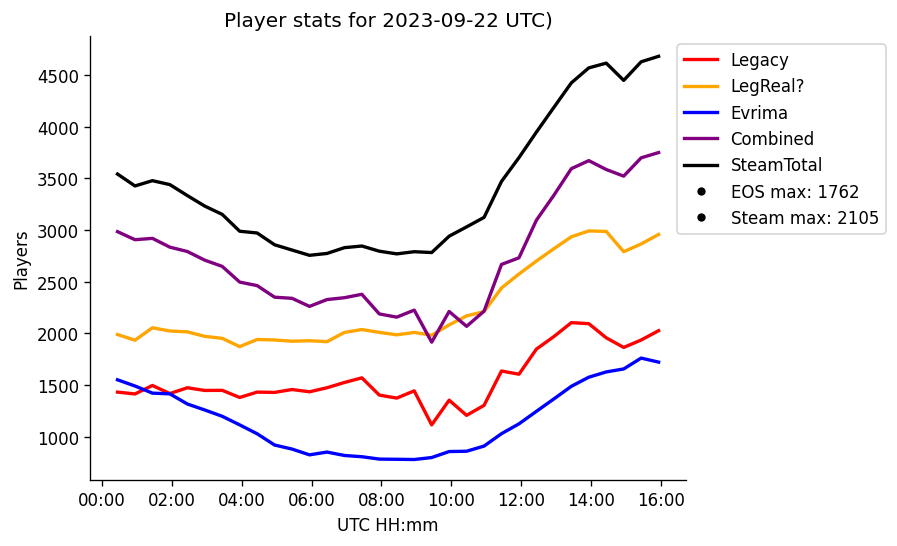 Player stats for 2023-09-22 UTC)
Legacy
LegReal?
Evrima
Combined
SteamTotal
EOS max: 1762
Steam max: 2105
Players
4500
4000
3500
3000
2500
2000
1500
1000
00:00 02:00 04:00 06:00 08:00 10:00 12:00 14:00 16:00
UTC HH:mm